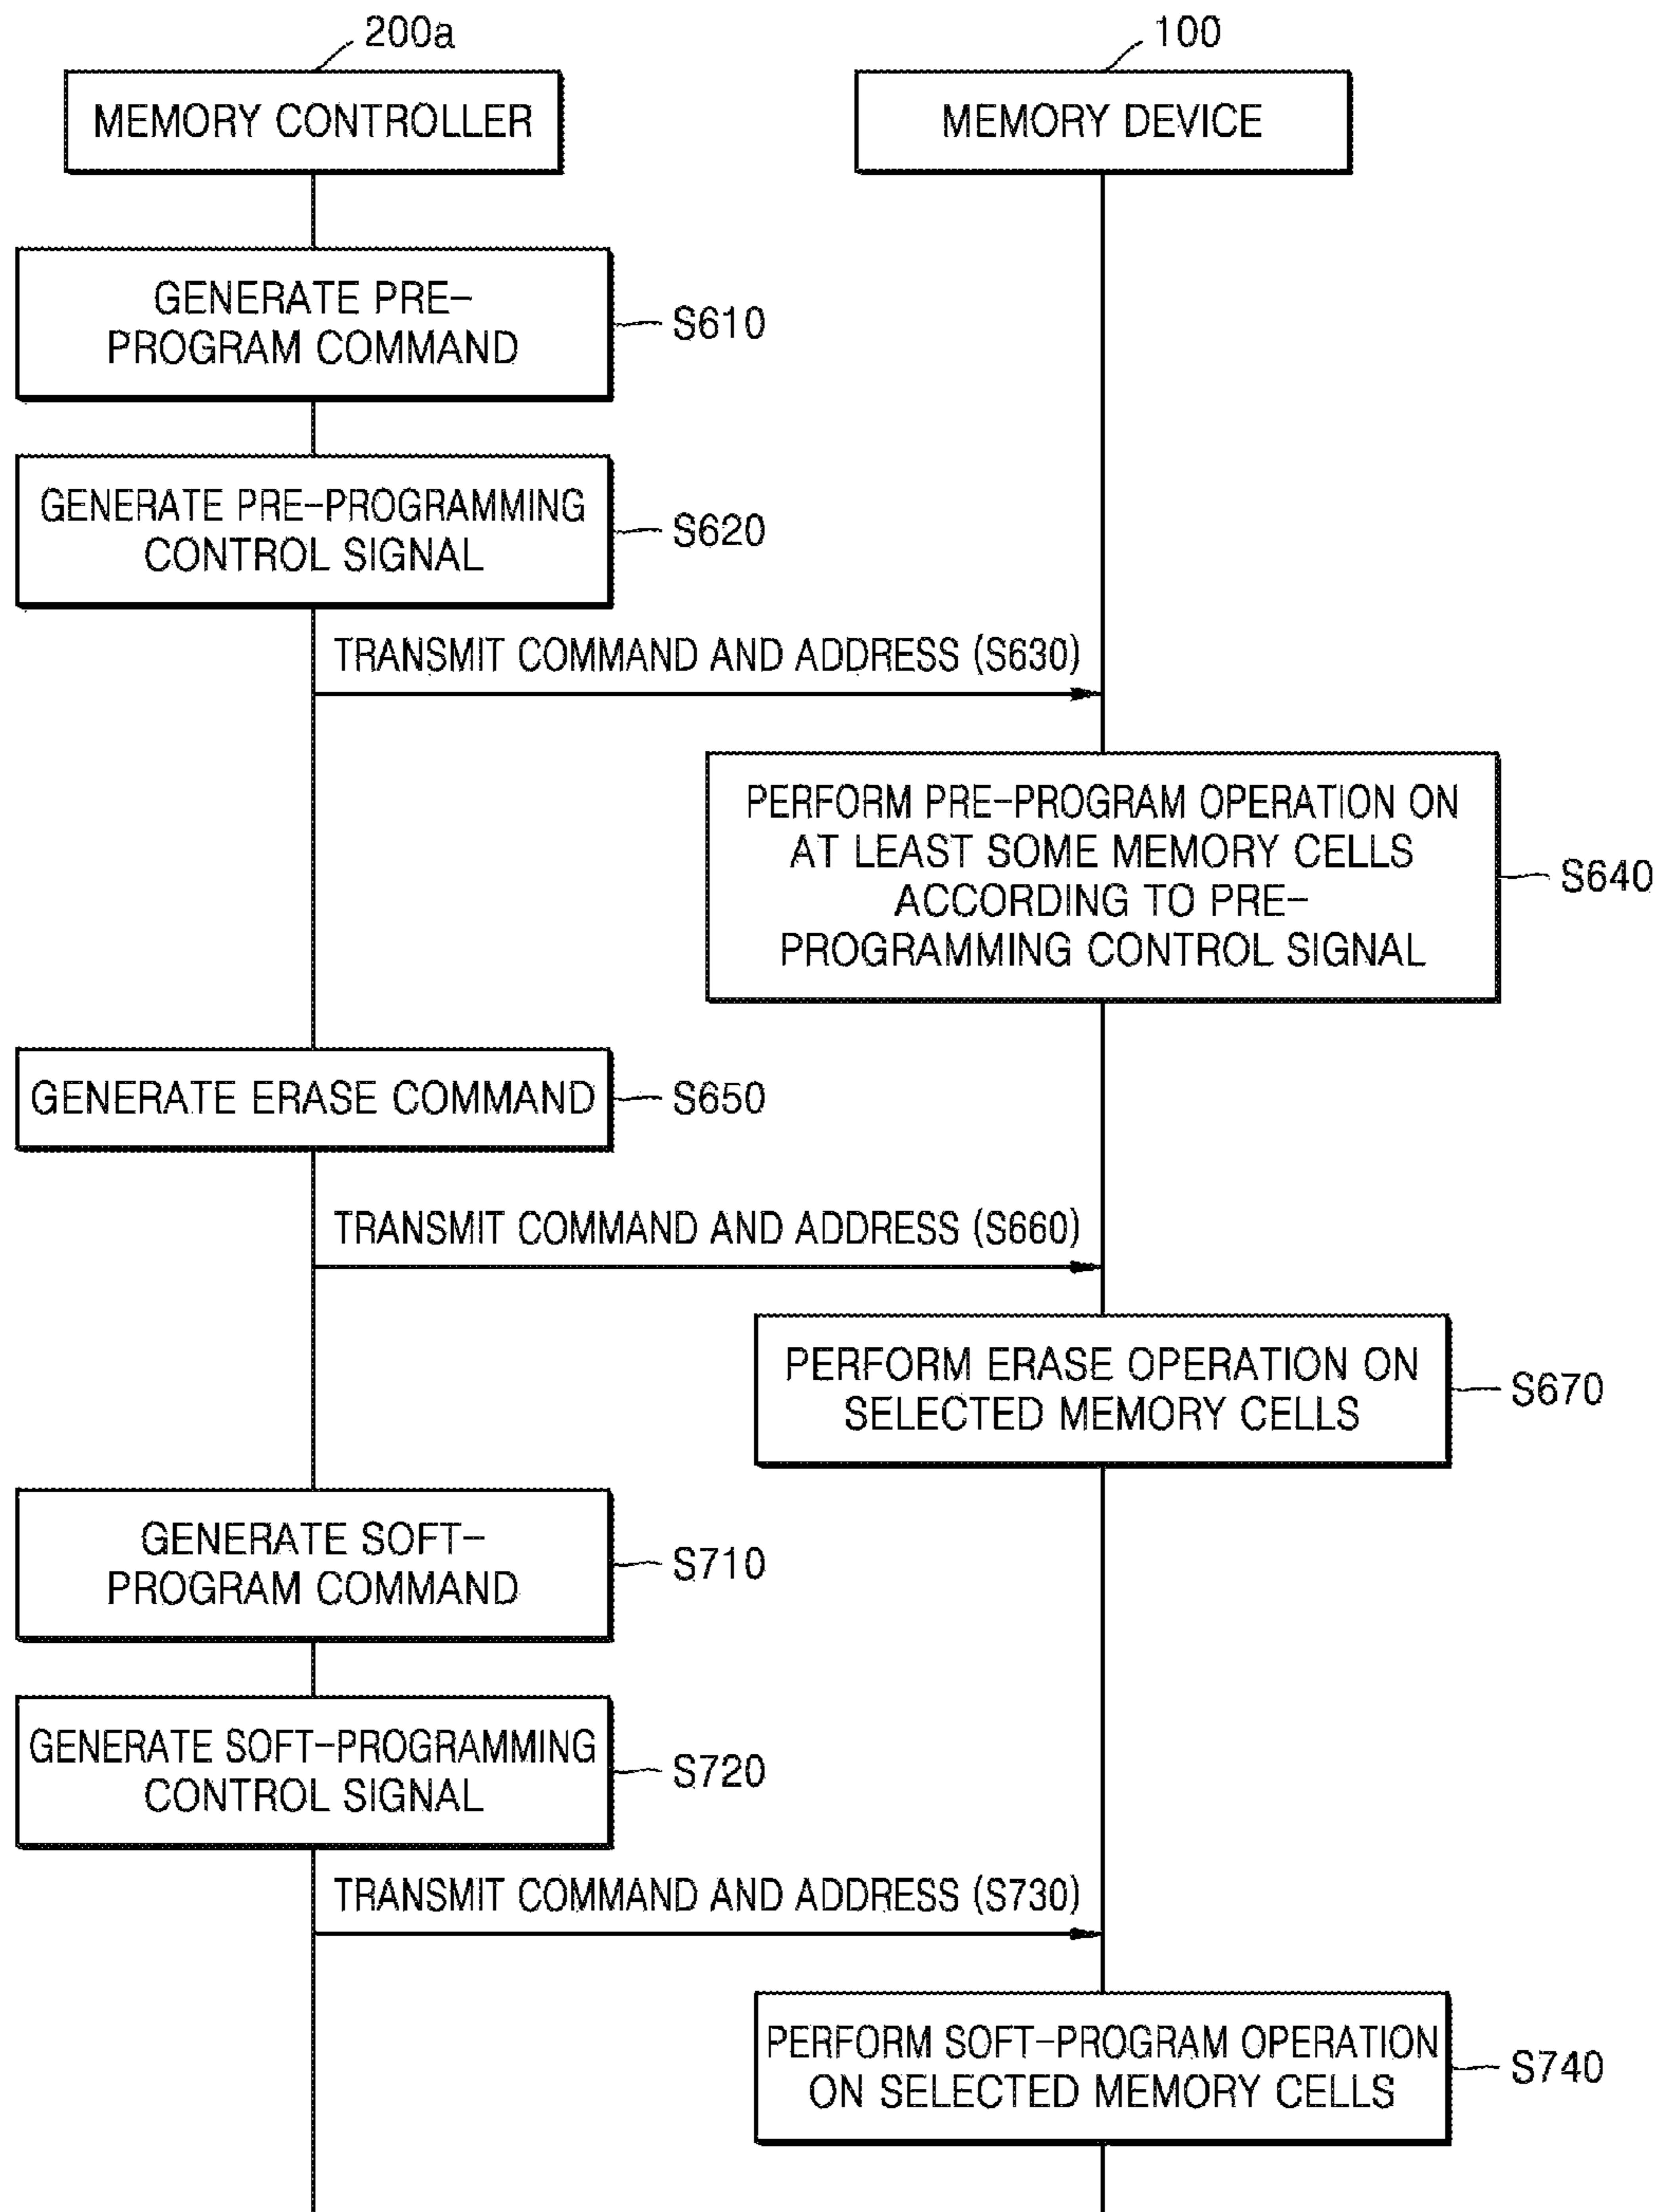 200a
100
MEMORY CONTROLLER
MEMORY DEVICE
GENERATE PRE-
PROGRAM COMMAND
S610
GENERATE PRE-PROGRAMMING
CONTROL SIGNAL
S620
TRANSMIT COMMAND AND ADDRESS (S630)
PERFORM PRE-PROGRAM OPERATION ON
AT LEAST SOME MEMORY CELLS
ACCORDING TO PRE-
PROGRAMMING CONTROL SIGNAL
S640
GENERATE ERASE COMMAND
S650
TRANSMIT COMMAND AND ADDRESS (S660)
PERFORM ERASE OPERATION ON
SELECTED MEMORY CELLS
S670
GENERATE SOFT-
PROGRAM COMMAND
S710
GENERATE SOFT-PROGRAMMING
CONTROL SIGNAL
S720
TRANSMIT COMMAND AND ADDRESS (S730)
PERFORM SOFT-PROGRAM OPERATION
ON SELECTED MEMORY CELLS
S740